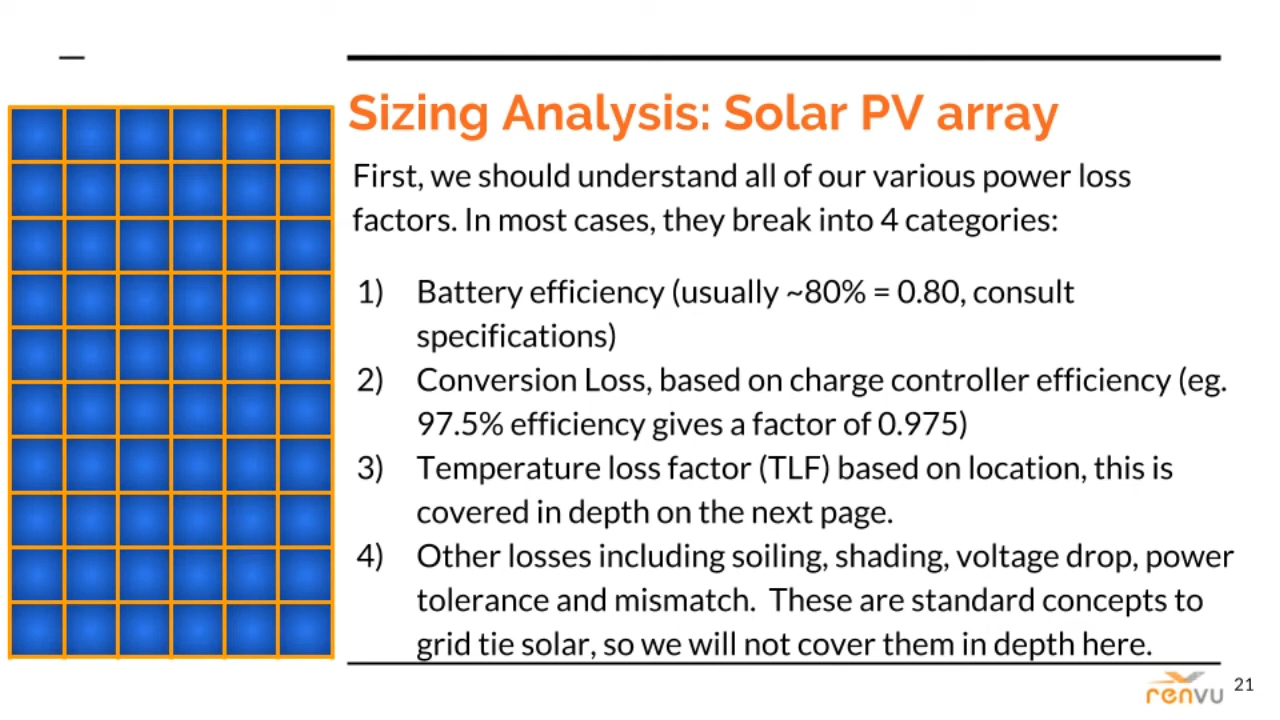 Sizing Analysis: Solar PV array
First, we should understand all of our various power loss
factors. In most cases, they break into 4 categories:
1) Battery efficiency (usually ~80% = 0.80, consult
specifications)
2) Conversion Loss, based on charge controller efficiency (eg.
97.5% efficiency gives a factor of 0.975)
3) Temperature loss factor (TLF) based on location, this is
covered in depth on the next page.
4) Other losses including soiling, shading, voltage drop, power
tolerance and mismatch.  These are standard concepts to
grid tie solar, so we will not cover them in depth here.
renvu
21